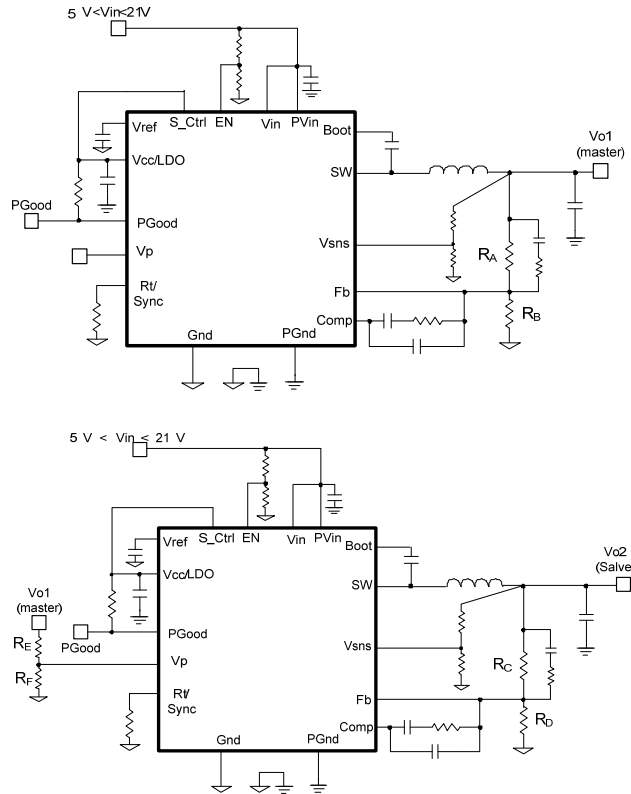 5 V<Vin<21V
S_Ctrl EN Vin PVin
Vref
Boot
Vo1
(master)
Vcc/LDO
SW
PGood
PGood
Vp
Vsns
RA
Rt/
Sync
Fb
Comp
RB
Gnd
PGnd
5 V < Vin < 21 V
S_Ctrl EN Vin PVin
Vref
Boot
Vo2
(Salve
Vcc/LDO
SW
Vo1
(master)
RE
PGood
PGood
Vsns
RC
Vp
RF
Rt/
Sync
Fb
Comp
RD
Gnd
PGnd